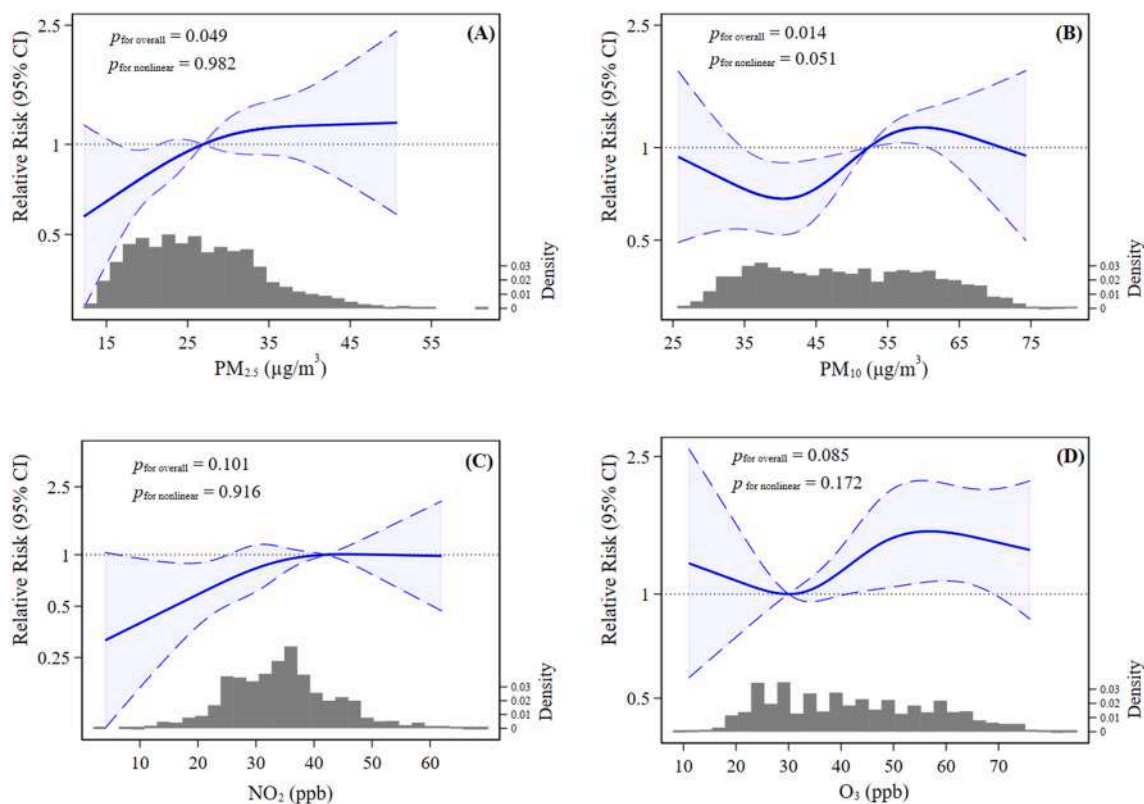 (A)
p for overall = 0.049
p for nonlinear = 0.982
Relative Risk (95% CI)
2.5
1
0.5
0.03
0.02
0.01
0
Density
15 25 35 45 55
PM2.5 (µg/m³)
(B)
p for overall = 0.014
p for nonlinear = 0.051
Relative Risk (95% CI)
2.5
1
0.5
0.03
0.02
0.01
0
Density
25 35 45 55 65 75
PM10 (µg/m³)
(C)
p for overall = 0.101
p for nonlinear = 0.916
Relative Risk (95% CI)
2.5
1
0.5
0.25
0.03
0.02
0.01
0
Density
10 20 30 40 50 60
NO2 (ppb)
(D)
p for overall = 0.085
p for nonlinear = 0.172
Relative Risk (95% CI)
2.5
1
0.5
0.03
0.02
0.01
0
Density
10 20 30 40 50 60 70
O3 (ppb)